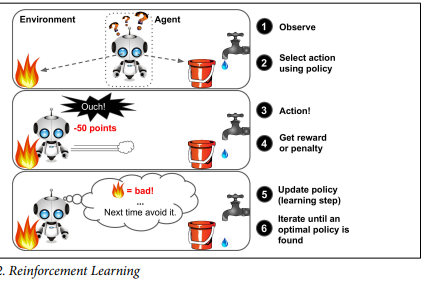 Environment
Agent
? ? ?
1 Observe
2 Select action
using policy
Ouch!
-50 points
3 Action!
4 Get reward
or penalty
= bad!
...
Next time avoid it.
5 Update policy
(learning step)
6 Iterate until an
optimal policy is
found
2. Reinforcement Learning